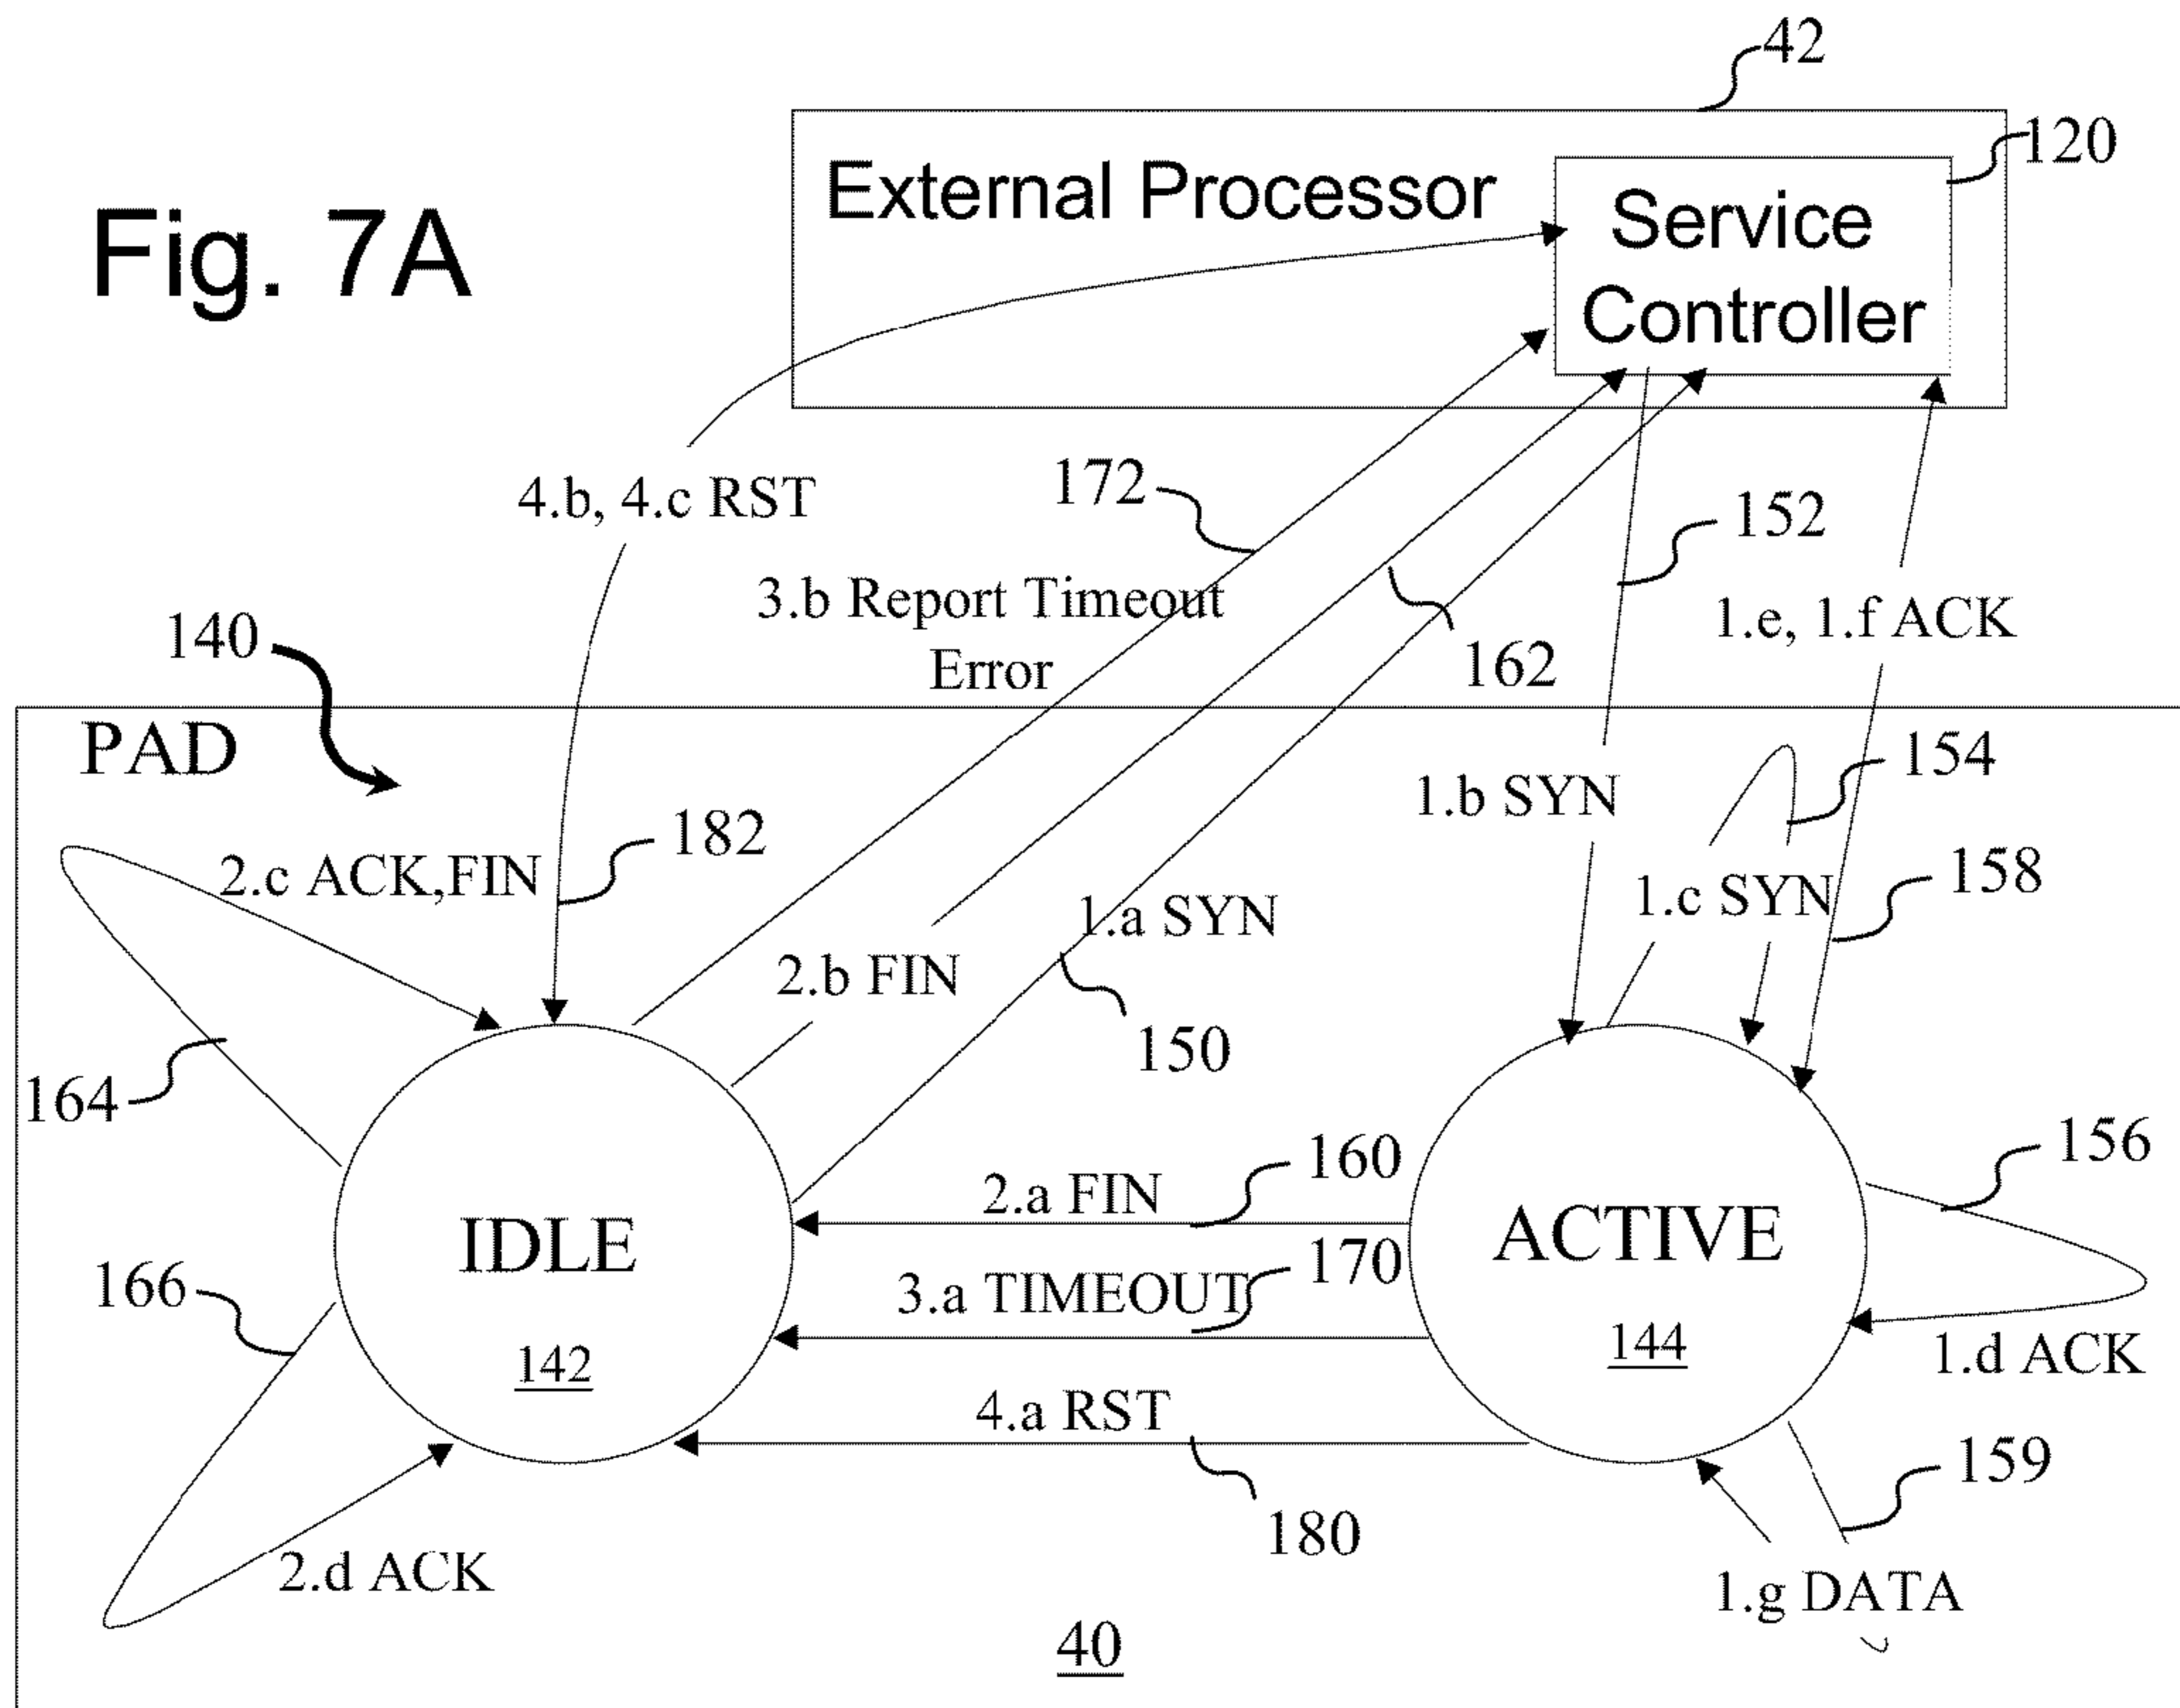 42
120
External Processor
Service
Controller
Fig. 7A
172
152
4.b, 4.c RST
3.b Report Timeout
Error
1.e, 1.f ACK
162
140
PAD
154
1.b SYN
182
2.c ACK,FIN
158
1.c SYN
1.a SYN
2.b FIN
150
164
156
160
2.a FIN
IDLE
ACTIVE
170
3.a TIMEOUT
166
142
144
1.d ACK
4.a RST
159
180
2.d ACK
1.g DATA
40